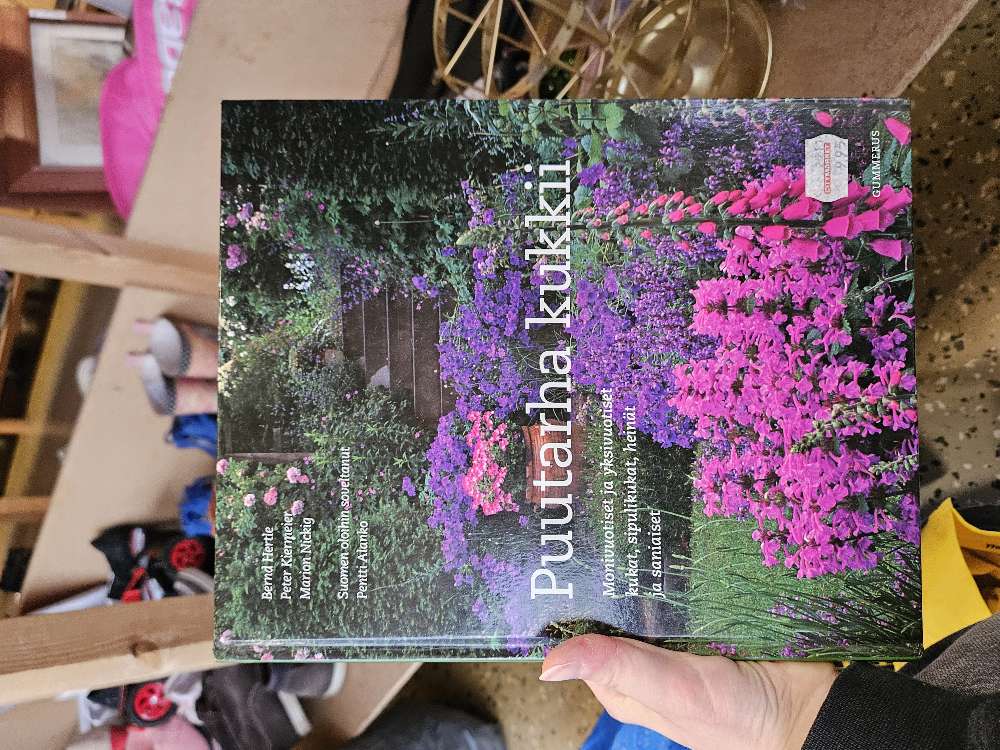 Bernd Hertle
Peter Kiermeier
Marion Nickig
Suomen oloihin soveltanut
Pentti Alanko
Puutarha kukkii
Monivuotiset ja yksivuotiset
kukat, sipulikukat, heinät
ja saniaiset
GUMMERUS